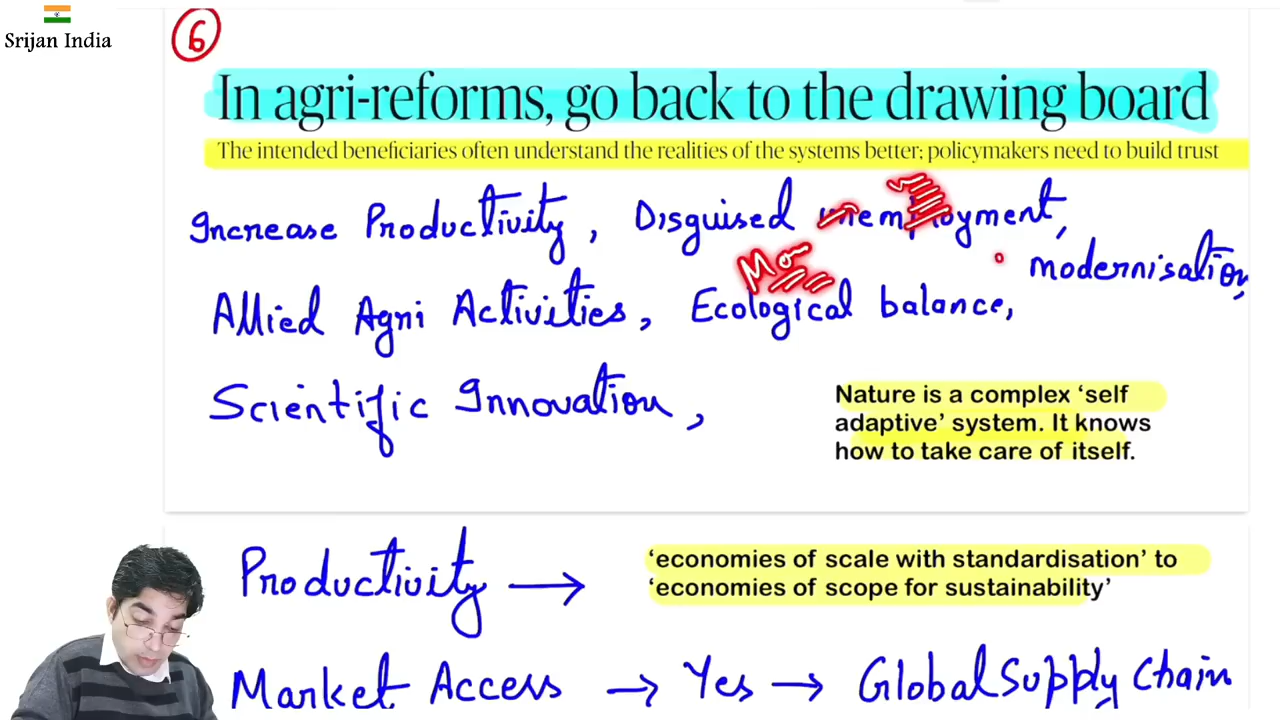 Srijan India
6
In agri-reforms, go back to the drawing board
The intended beneficiaries often understand the realities of the systems better; policymakers need to build trust
Increase Productivity, Disguised unemployment,
modernisation,
Allied Agri Activities, Ecological balance,
Scientific Innovation,
Nature is a complex ‘self
adaptive’ system. It knows
how to take care of itself.
Productivity →
‘economies of scale with standardisation’ to
‘economies of scope for sustainability’
Market Access → Yes → Global Supply Chain